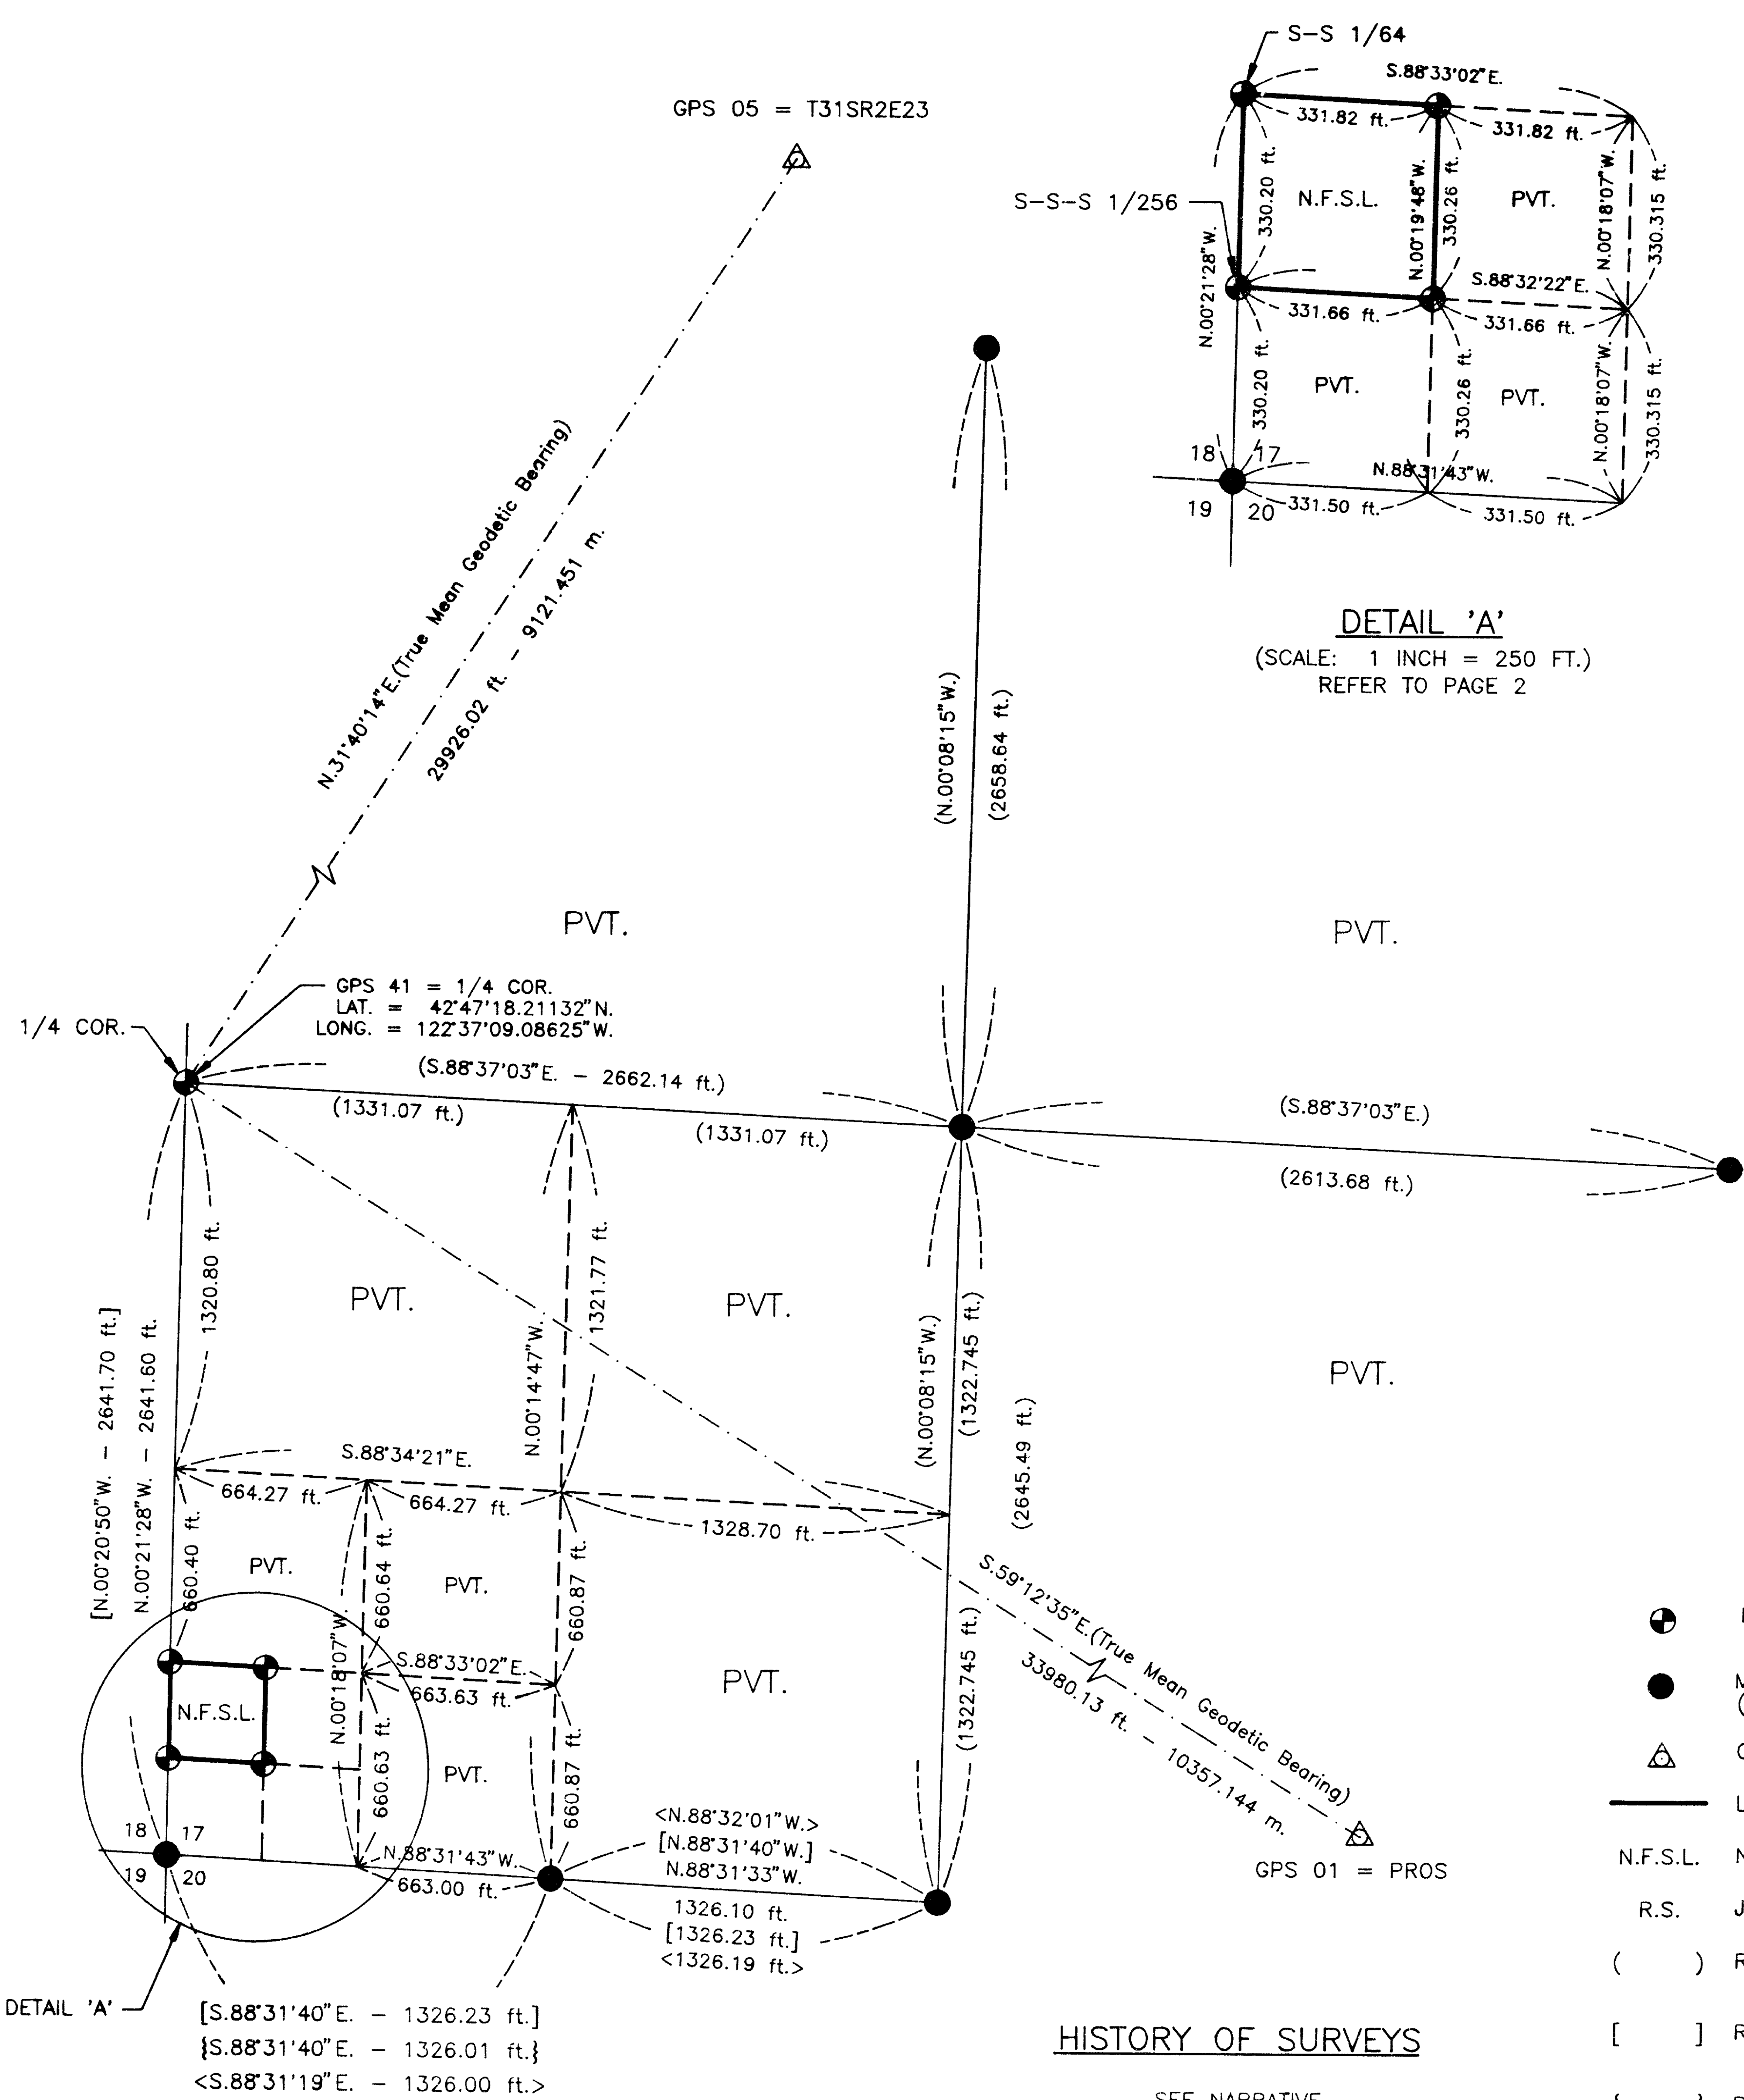 S-S 1/64
S.88°33'02"E.
331.82 ft.
331.82 ft.
GPS 05 = T31SR2E23
330.20 ft.
N.F.S.L.
N.00°19'48"W.
330.26 ft.
PVT.
N.00°18'07"W.
330.315 ft.
S-S-S 1/256
N.00°21'28"W.
S.88°32'22"E.
331.66 ft.
331.66 ft.
330.20 ft.
PVT.
330.26 ft.
PVT.
N.00°18'07"W.
330.315 ft.
18 17
N.88°31'43"W.
19 20
331.50 ft.
331.50 ft.
DETAIL 'A'
(SCALE: 1 INCH = 250 FT.)
REFER TO PAGE 2
N.31°40'14"E.(True Mean Geodetic Bearing)
29926.02 ft. - 9121.451 m.
(N.00°08'15"W.)
(2658.64 ft.)
PVT.
PVT.
GPS 41 = 1/4 COR.
LAT. = 42°47'18.21132"N.
LONG. = 122°37'09.08625"W.
1/4 COR.
(S.88°37'03"E. - 2662.14 ft.)
(1331.07 ft.)
(1331.07 ft.)
(S.88°37'03"E.)
(2613.68 ft.)
1320.80 ft.
1321.77 ft.
PVT.
PVT.
N.00°14'47"W.
(N.00°08'15"W.)
(1322.745 ft.)
(2645.49 ft.)
PVT.
[N.00°20'50"W. - 2641.70 ft.]
N.00°21'28"W. - 2641.60 ft.
S.88°34'21"E.
664.27 ft.
664.27 ft.
1328.70 ft.
660.40 ft.
PVT.
660.64 ft.
PVT.
660.87 ft.
S.59°12'35"E.(True Mean Geodetic Bearing)
33980.13 ft. - 10357.144 m.
N.00°18'07"W.
S.88°33'02"E.
663.63 ft.
PVT.
(1322.745 ft.)
N.F.S.L.
660.63 ft.
PVT.
660.87 ft.
18 17
19 20
N.88°31'43"W.
663.00 ft.
<N.88°32'01"W.>
[N.88°31'40"W.]
N.88°31'33"W.
1326.10 ft.
[1326.23 ft.]
<1326.19 ft.>
GPS 01 = PROS
DETAIL 'A'
[S.88°31'40"E. - 1326.23 ft.]
{S.88°31'40"E. - 1326.01 ft.}
<S.88°31'19"E. - 1326.00 ft.>
HISTORY OF SURVEYS
SEE NARRATIVE
N.F.S.L. N
R.S. J
( ) R
[ ] R